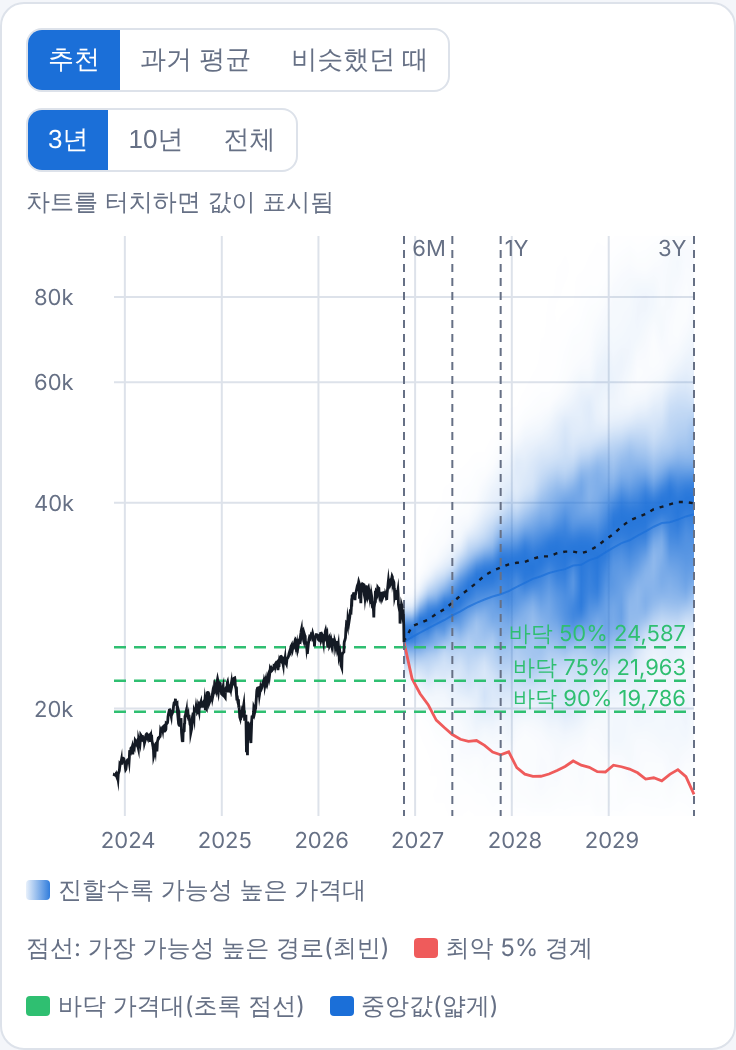 추천 과거 평균 비슷했던 때
3년 10년 전체
차트를 터치하면 값이 표시됨
6M 1Y 3Y
80k
60k
40k
바닥 50% 24,587
바닥 75% 21,963
바닥 90% 19,786
20k
2024 2025 2026 2027 2028 2029
진할수록 가능성 높은 가격대
점선: 가장 가능성 높은 경로(최빈) 최악 5% 경계
바닥 가격대(초록 점선) 중앙값(얇게)